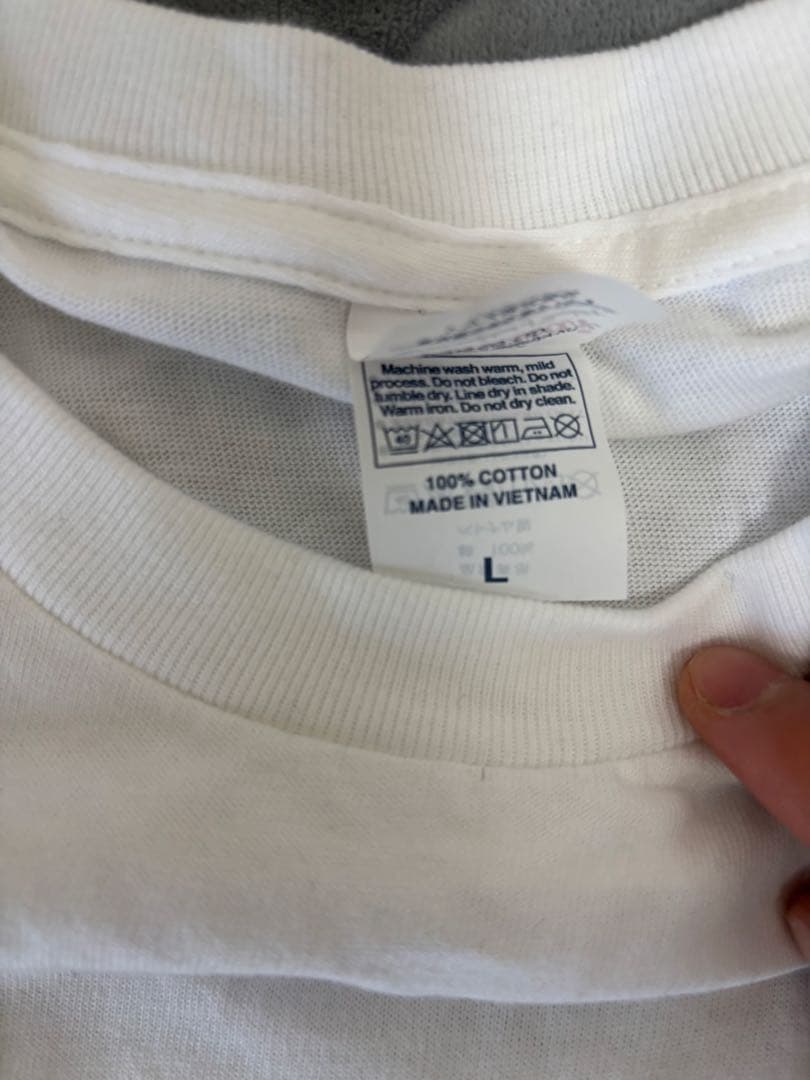 Machine wash warm, mild
process. Do not bleach. Do not
tumble dry. Line dry in shade.
Warm iron. Do not dry clean.
40
100% COTTON
MADE IN VIETNAM
L